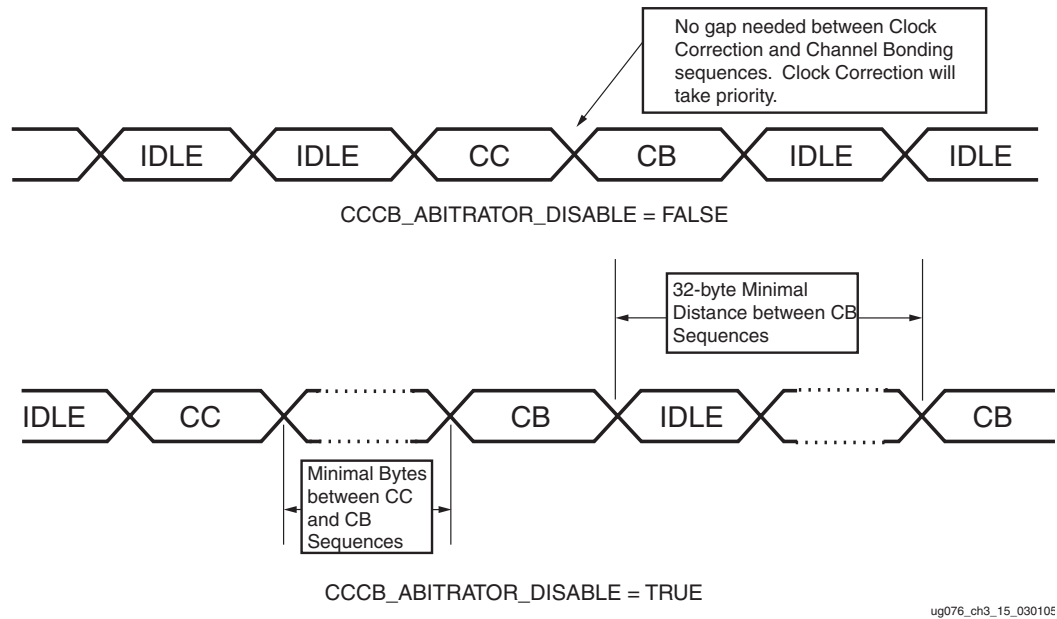 No gap needed between Clock
Correction and Channel Bonding
sequences.  Clock Correction will
take priority.
IDLE IDLE CC CB IDLE IDLE
CCCB_ABITRATOR_DISABLE = FALSE
32-byte Minimal
Distance between CB
Sequences
IDLE CC CB IDLE CB
Minimal Bytes
between CC
and CB
Sequences
CCCB_ABITRATOR_DISABLE = TRUE
ug076_ch3_15_030105